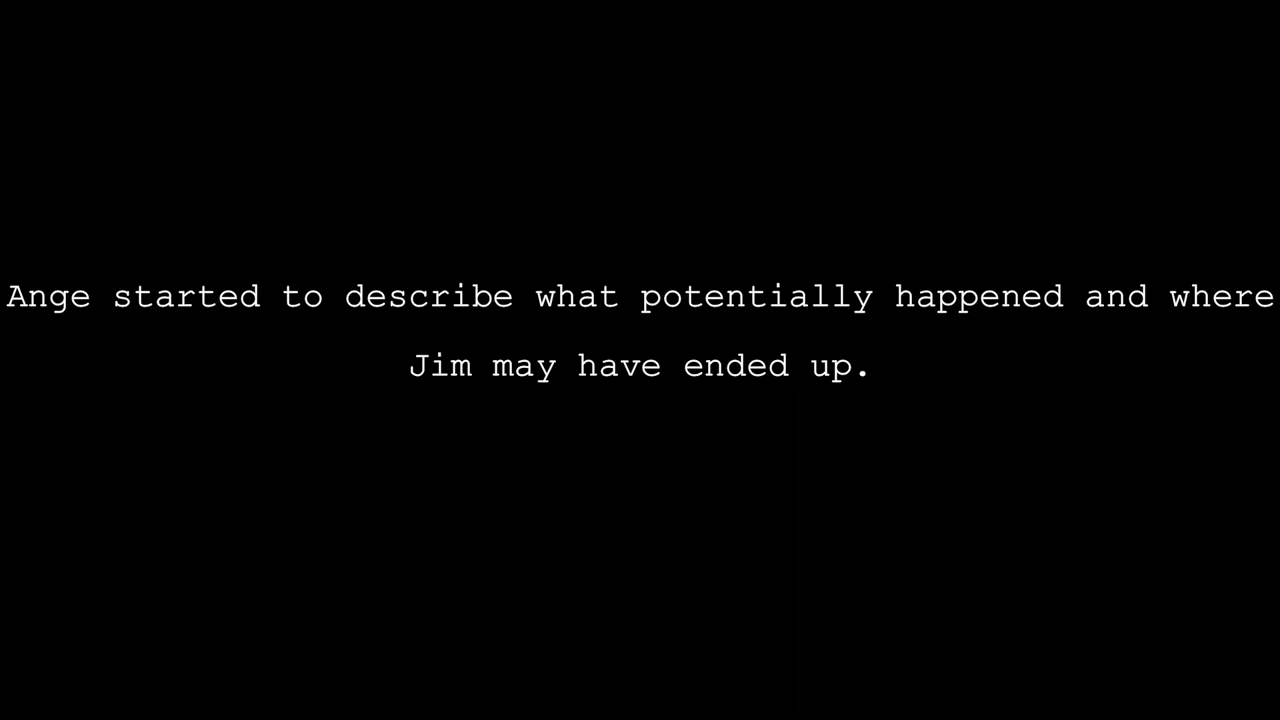 Ange started to describe what potentially happened and where
Jim may have ended up.